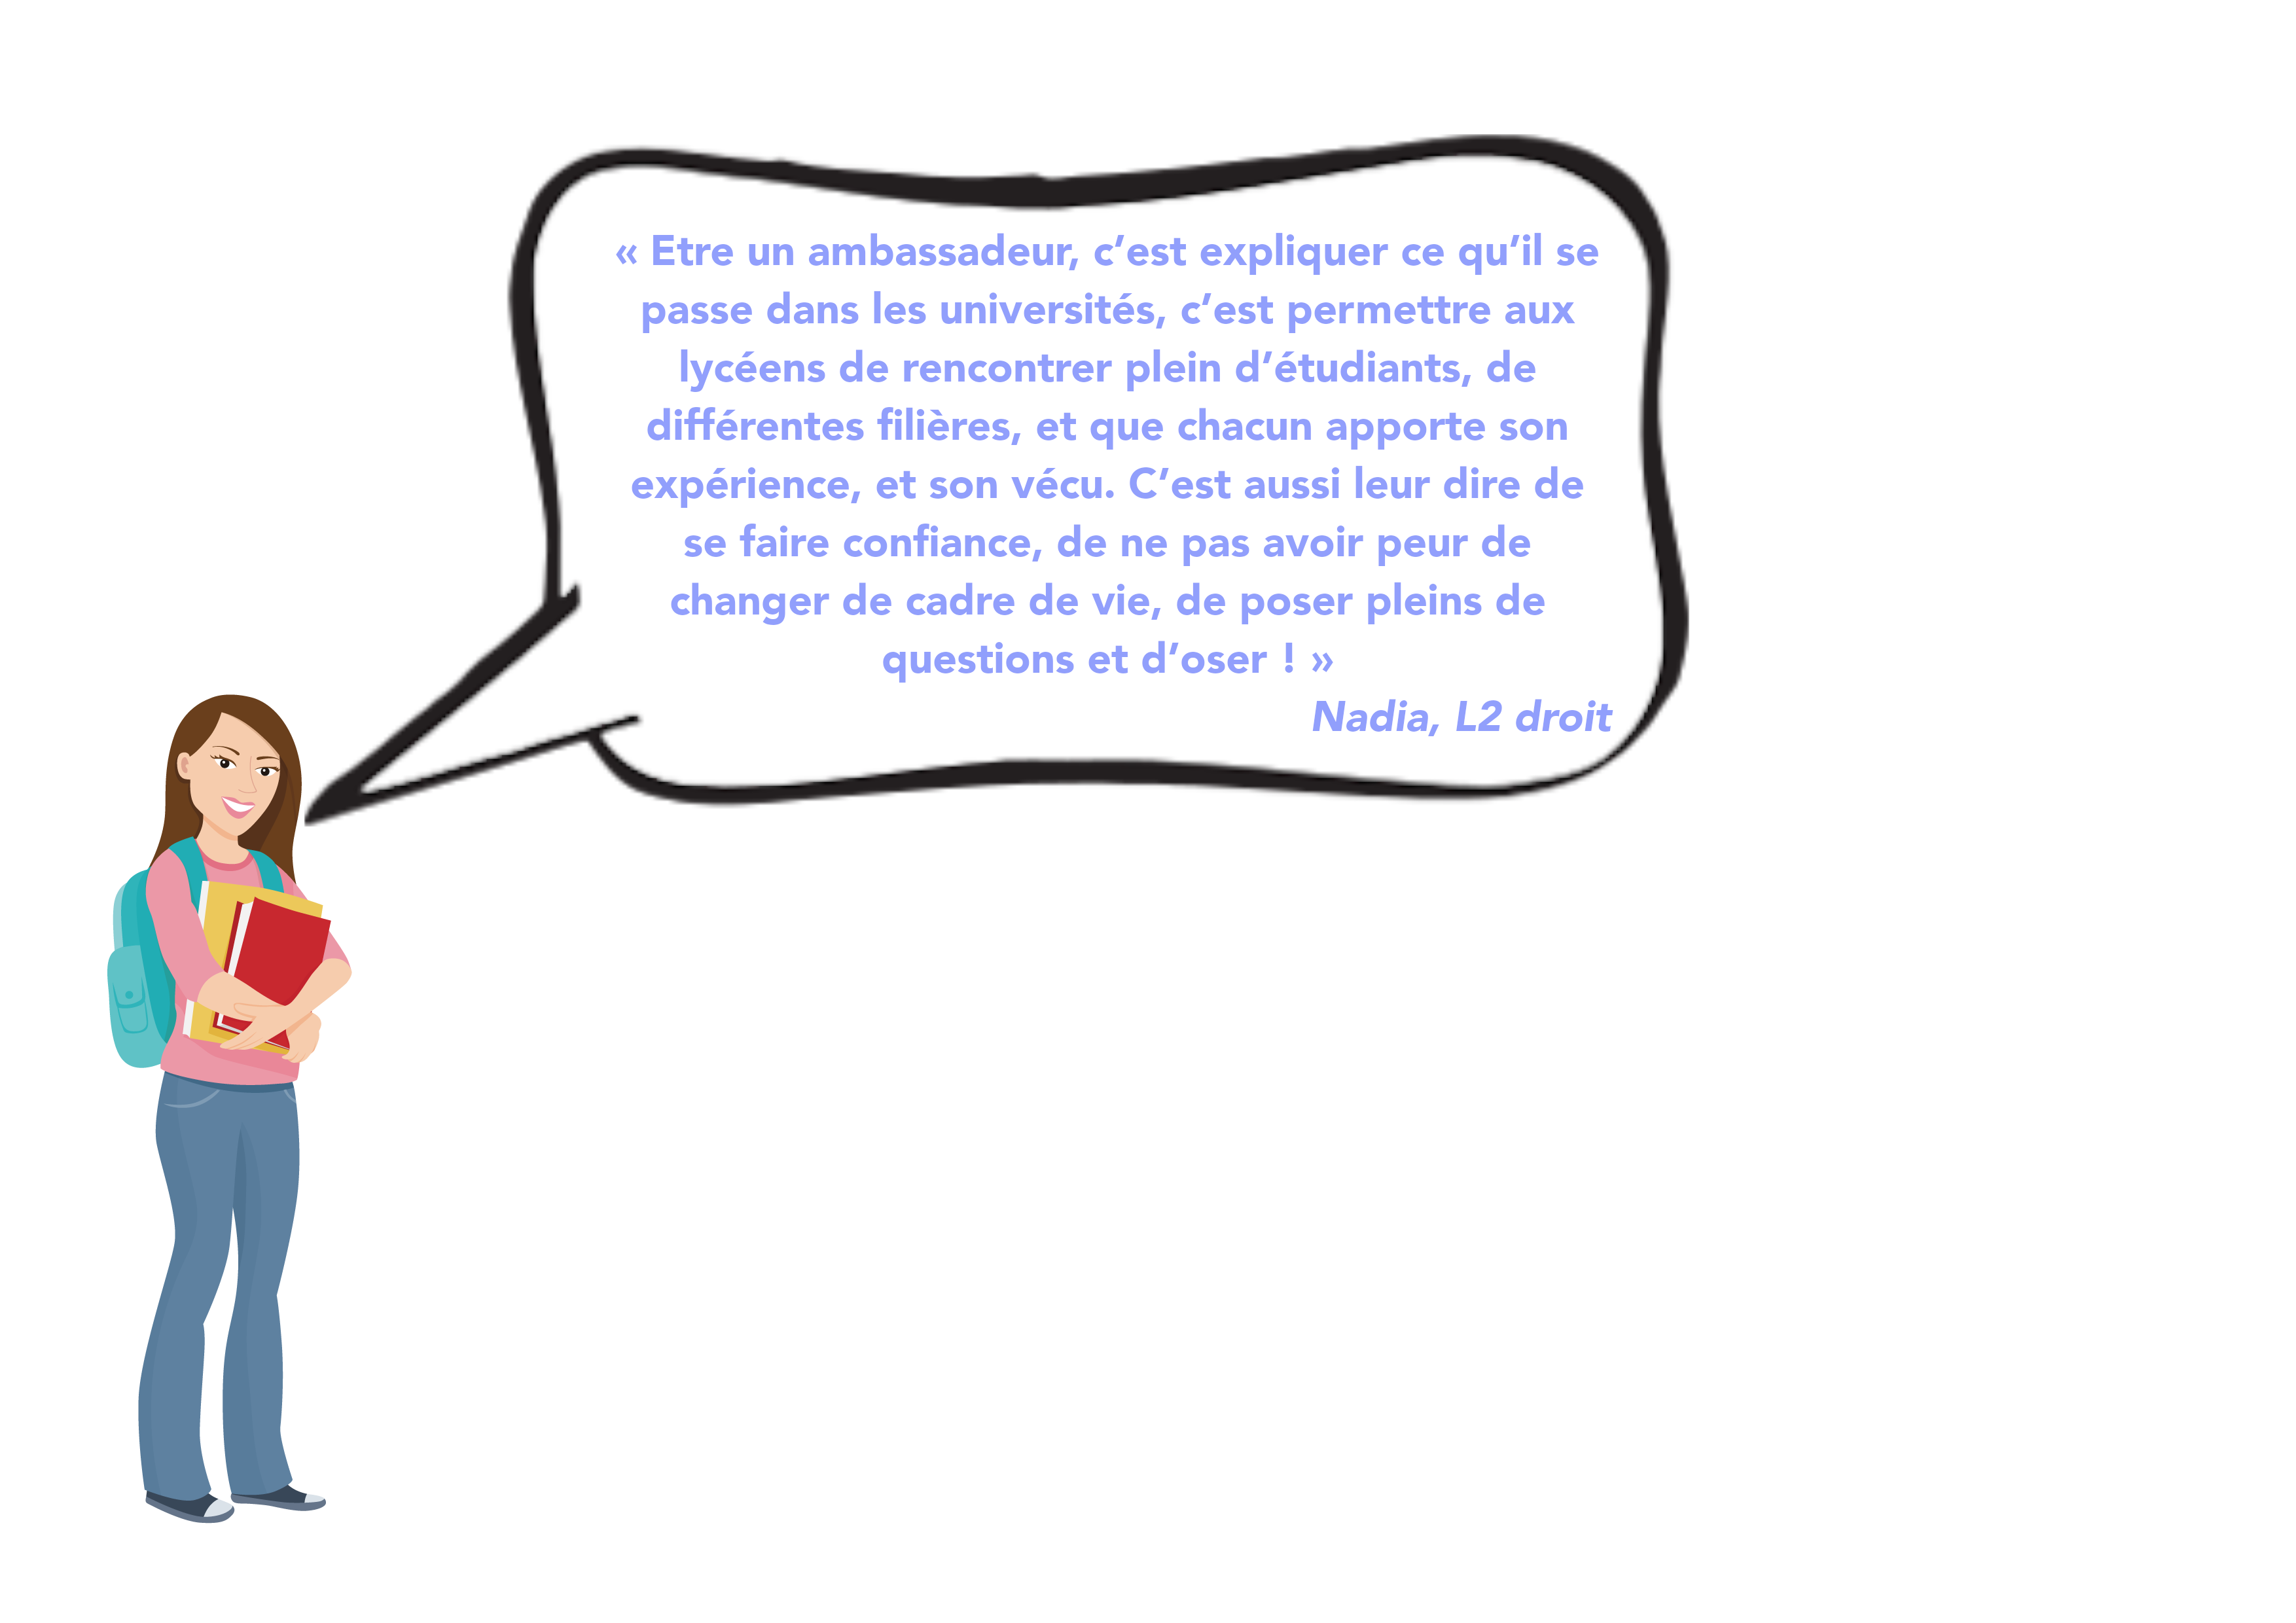 « Etre un ambassadeur, c’est expliquer ce qu’il se
passe dans les universités, c’est permettre aux
lycéens de rencontrer plein d’étudiants, de
différentes filières, et que chacun apporte son
expérience, et son vécu. C’est aussi leur dire de
se faire confiance, de ne pas avoir peur de
changer de cadre de vie, de poser pleins de
questions et d’oser ! »
Nadia, L2 droit